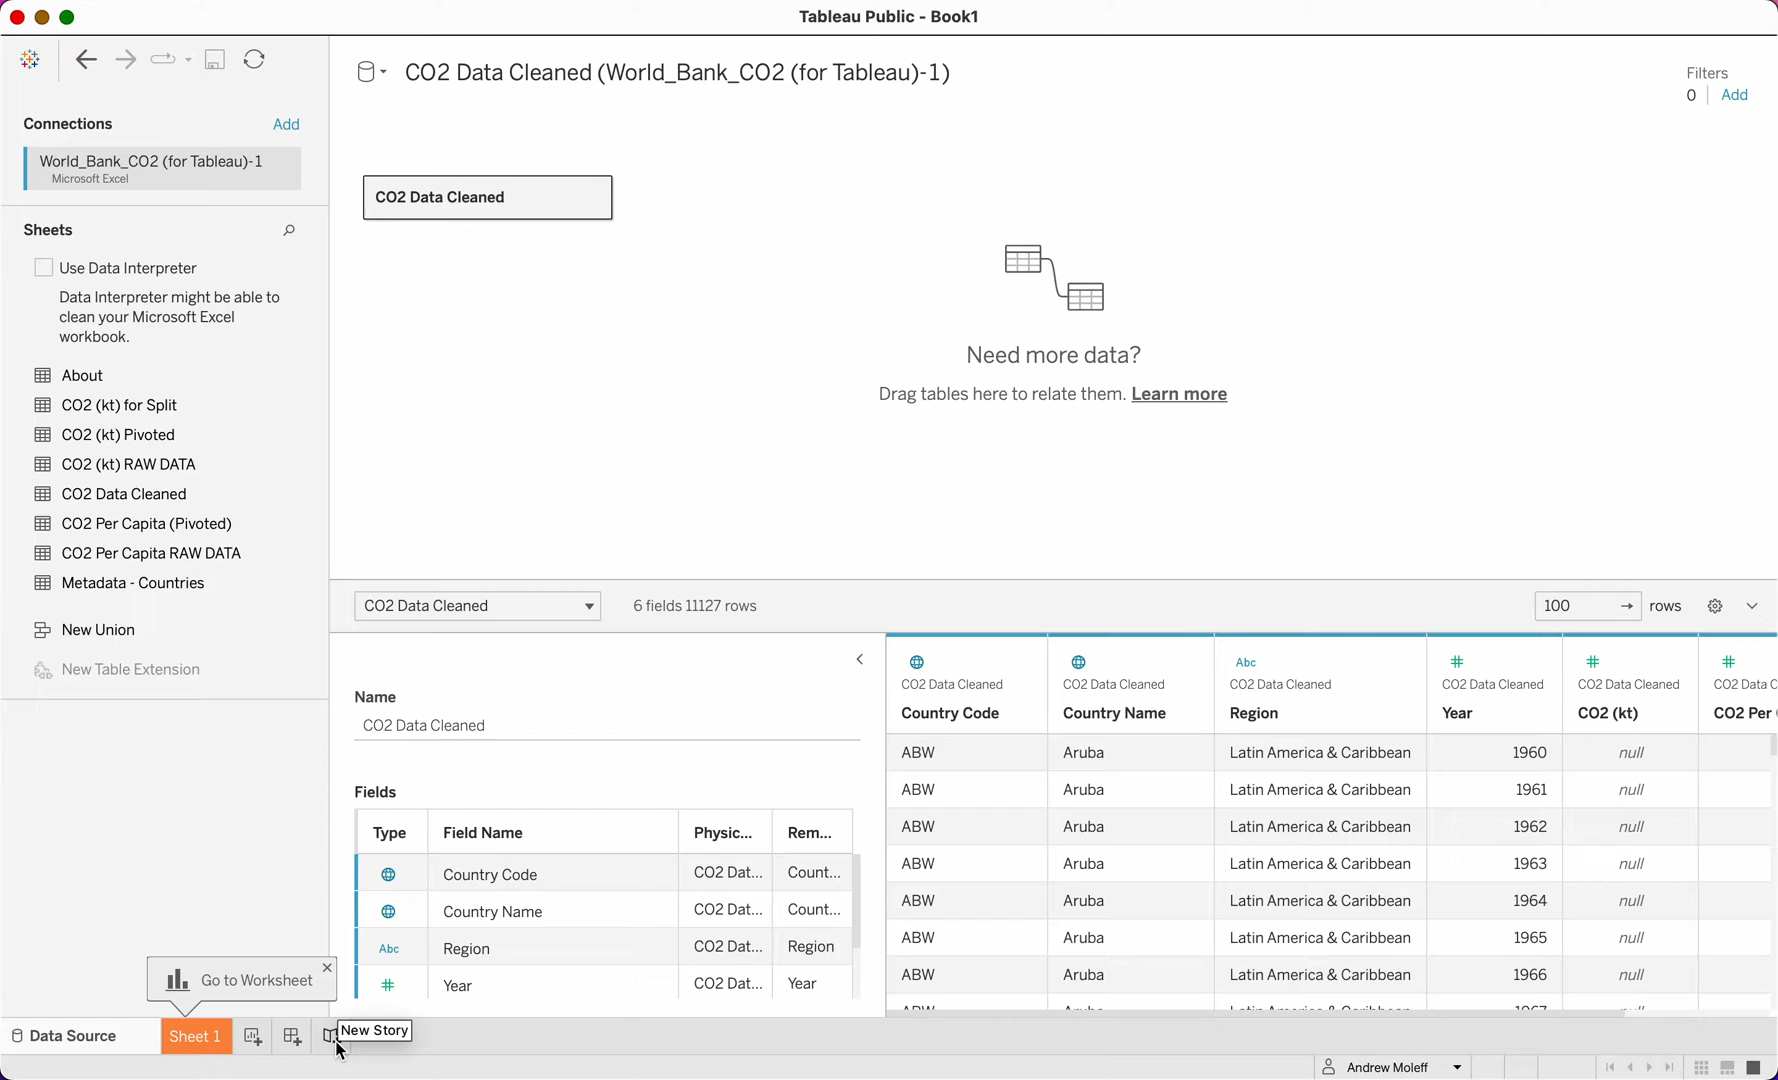 Tableau Public - Book1
CO2 Data Cleaned (World_Bank_CO2 (for Tableau)-1)
Filters
0 Add
Connections Add
World_Bank_CO2 (for Tableau)-1
Microsoft Excel
CO2 Data Cleaned
Sheets
Use Data Interpreter
Data Interpreter might be able to
clean your Microsoft Excel
workbook.
About
CO2 (kt) for Split
CO2 (kt) Pivoted
CO2 (kt) RAW DATA
CO2 Data Cleaned
CO2 Per Capita (Pivoted)
CO2 Per Capita RAW DATA
Metadata - Countries
New Union
New Table Extension
Need more data?
Drag tables here to relate them. Learn more
CO2 Data Cleaned 6 fields 11127 rows 100 rows
Name
CO2 Data Cleaned
Fields
Type Field Name Physic... Rem...
Country Code CO2 Dat... Count...
Country Name CO2 Dat... Count...
Abc Region CO2 Dat... Region
# Year CO2 Dat... Year
Abc # # #
CO2 Data Cleaned CO2 Data Cleaned CO2 Data Cleaned CO2 Data Cleaned CO2 Data Cleaned CO2 Data C
Country Code Country Name Region Year CO2 (kt) CO2 Per
ABW Aruba Latin America & Caribbean 1960 null
ABW Aruba Latin America & Caribbean 1961 null
ABW Aruba Latin America & Caribbean 1962 null
ABW Aruba Latin America & Caribbean 1963 null
ABW Aruba Latin America & Caribbean 1964 null
ABW Aruba Latin America & Caribbean 1965 null
ABW Aruba Latin America & Caribbean 1966 null
Go to Worksheet
Data Source Sheet 1 New Story
Andrew Moleff